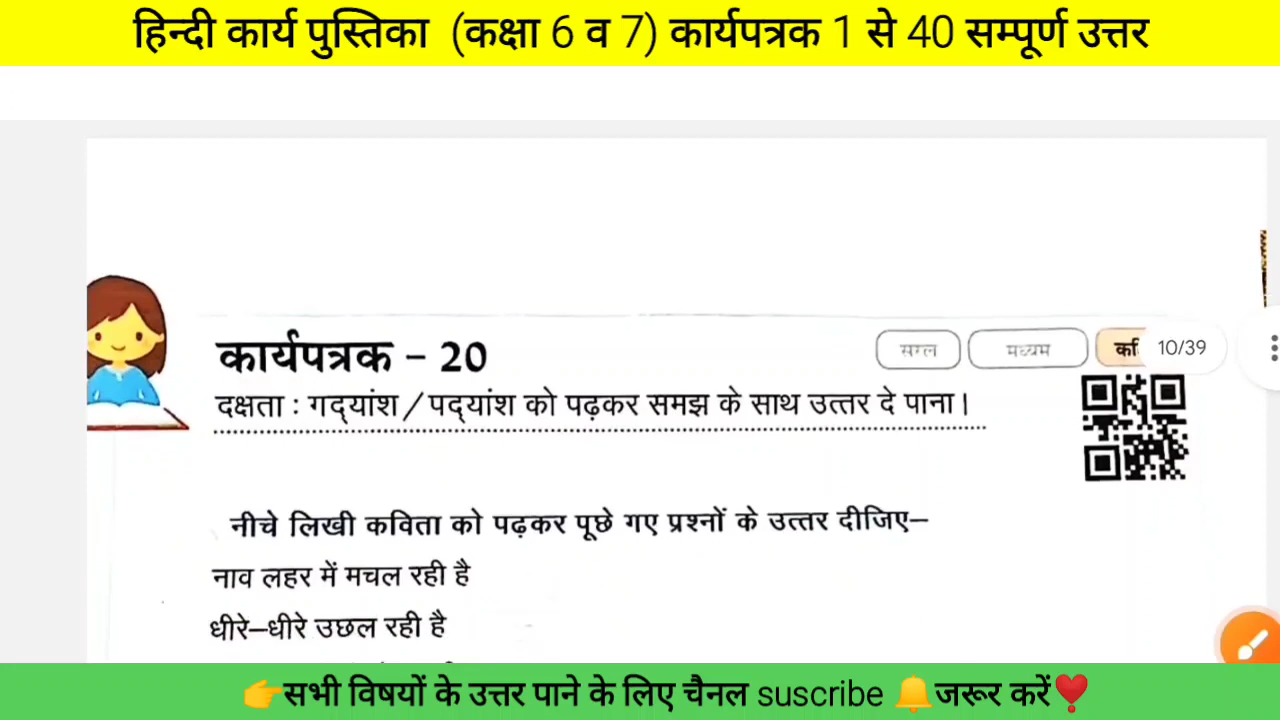 हिन्दी कार्य पुस्तिका (कक्षा 6 व 7) कार्यपत्रक 1 से 40 सम्पूर्ण उत्तर
कार्यपत्रक – 20
सरल मध्यम
10/39
दक्षता : गद्यांश / पद्यांश को पढ़कर समझ के साथ उत्तर दे पाना।
नीचे लिखी कविता को पढ़कर पूछे गए प्रश्नों के उत्तर दीजिए–
नाव लहर में मचल रही है
धीरे–धीरे उछल रही है
👉सभी विषयों के उत्तर पाने के लिए चैनल suscribe 🔔जरूर करें❣️